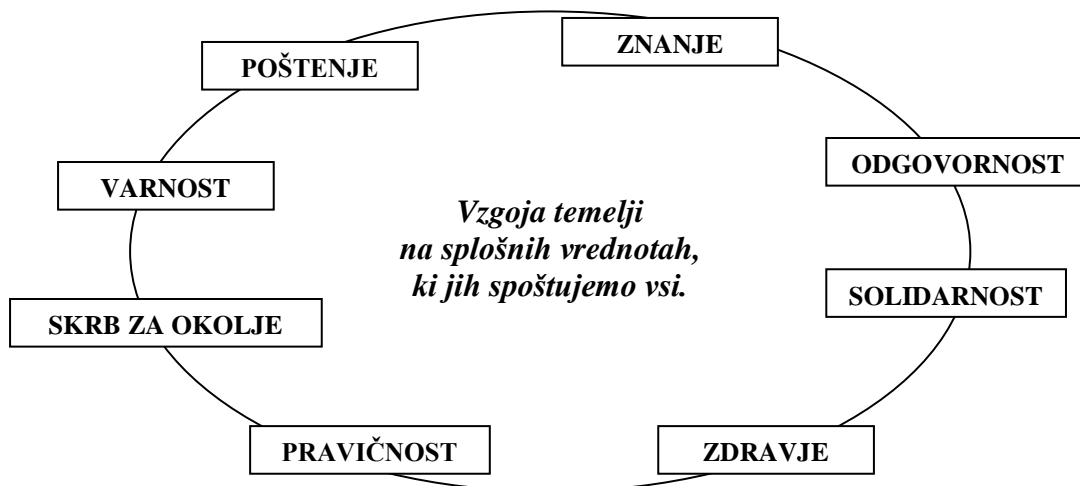 ZNANJE
POŠTENJE
ODGOVORNOST
VARNOST
Vzgoja temelji
na splošnih vrednotah,
ki jih spoštujemo vsi.
SOLIDARNOST
SKRB ZA OKOLJE
PRAVIČNOST
ZDRAVJE